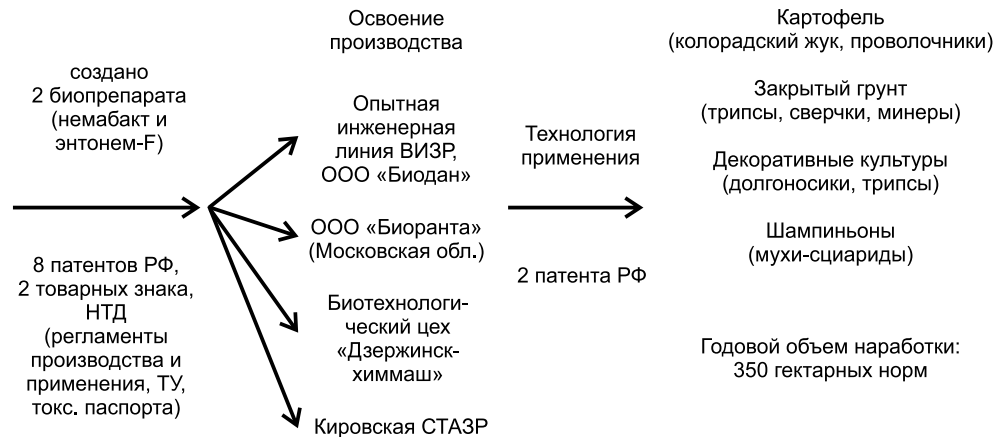 создано
2 биопрепарата
(немабакт и
энтонем-F)
8 патентов РФ,
2 товарных знака,
НТД
(регламенты
производства и
применения, ТУ,
токс. паспорта)
Освоение
производства
Опытная
инженерная
линия ВИЗР,
ООО «Биодан»
ООО «Биоранта»
(Московская обл.)
Биотехнологи-
ческий цех
«Дзержинск-
химмаш»
Кировская СТАЗР
Технология
применения
2 патента РФ
Картофель
(колорадский жук, проволочники)
Закрытый грунт
(трипсы, сверчки, минеры)
Декоративные культуры
(долгоносики, трипсы)
Шампиньоны
(мухи-сциариды)
Годовой объем наработки:
350 гектарных норм